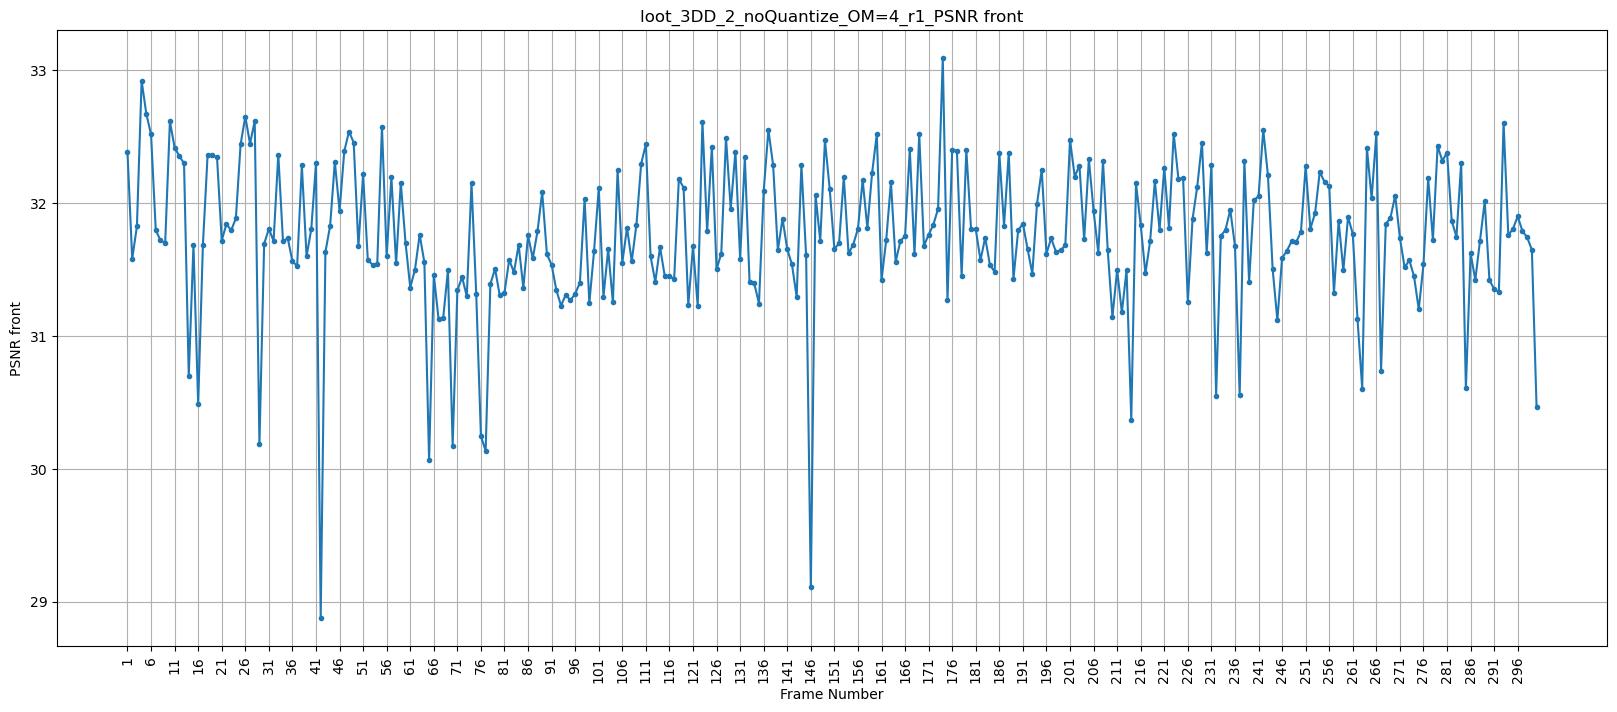 loot_3DD_2_noQuantize_OM=4_r1_PSNR front
33
32
31
30
29
PSNR front
1 6 11 16 21 26 31 36 41 46 51 56 61 66 71 76 81 86 91 96 101 106 111 116 121 126 131 136 141 146 151 156 161 166 171 176 181 186 191 196 201 206 211 216 221 226 231 236 241 246 251 256 261 266 271 276 281 286 291 296
Frame Number